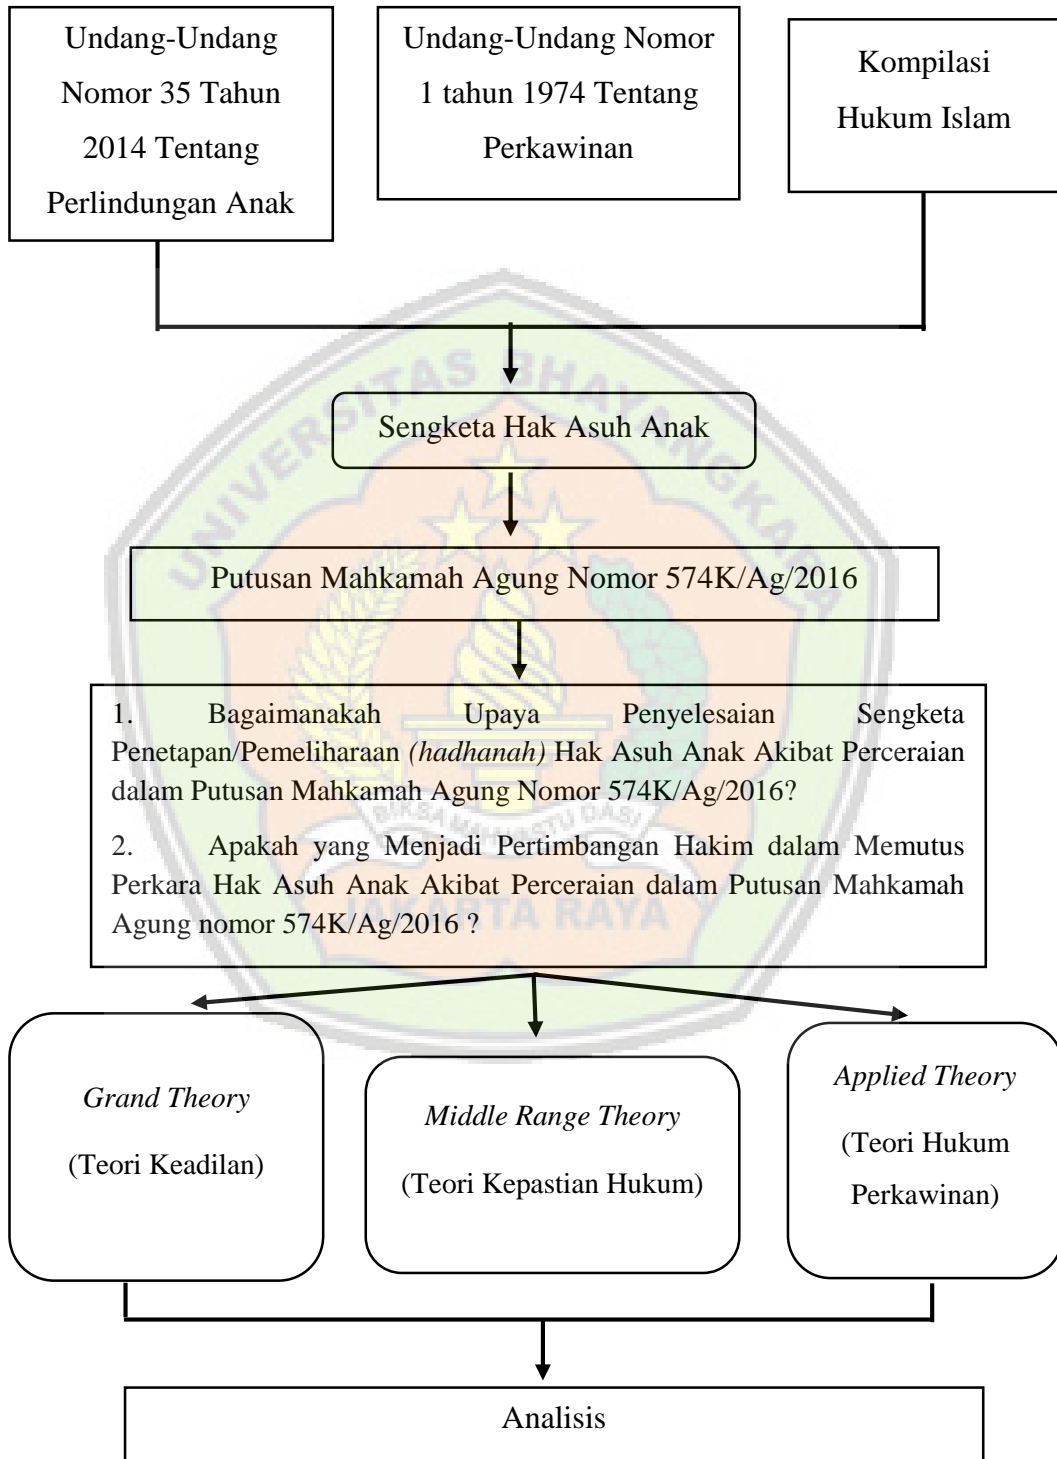 Undang-Undang
Nomor 35 Tahun
2014 Tentang
Perlindungan Anak
Undang-Undang Nomor
1 tahun 1974 Tentang
Perkawinan
Kompilasi
Hukum Islam
Sengketa Hak Asuh Anak
Putusan Mahkamah Agung Nomor 574K/Ag/2016
1. Bagaimanakah Upaya Penyelesaian Sengketa
Penetapan/Pemeliharaan (hadhanah) Hak Asuh Anak Akibat Perceraian
dalam Putusan Mahkamah Agung Nomor 574K/Ag/2016?
2. Apakah yang Menjadi Pertimbangan Hakim dalam Memutus
Perkara Hak Asuh Anak Akibat Perceraian dalam Putusan Mahkamah
Agung nomor 574K/Ag/2016 ?
Grand Theory
(Teori Keadilan)
Middle Range Theory
(Teori Kepastian Hukum)
Applied Theory
(Teori Hukum
Perkawinan)
Analisis
UNIVERSITAS BHAYANGKARA
JAKARTA RAYA